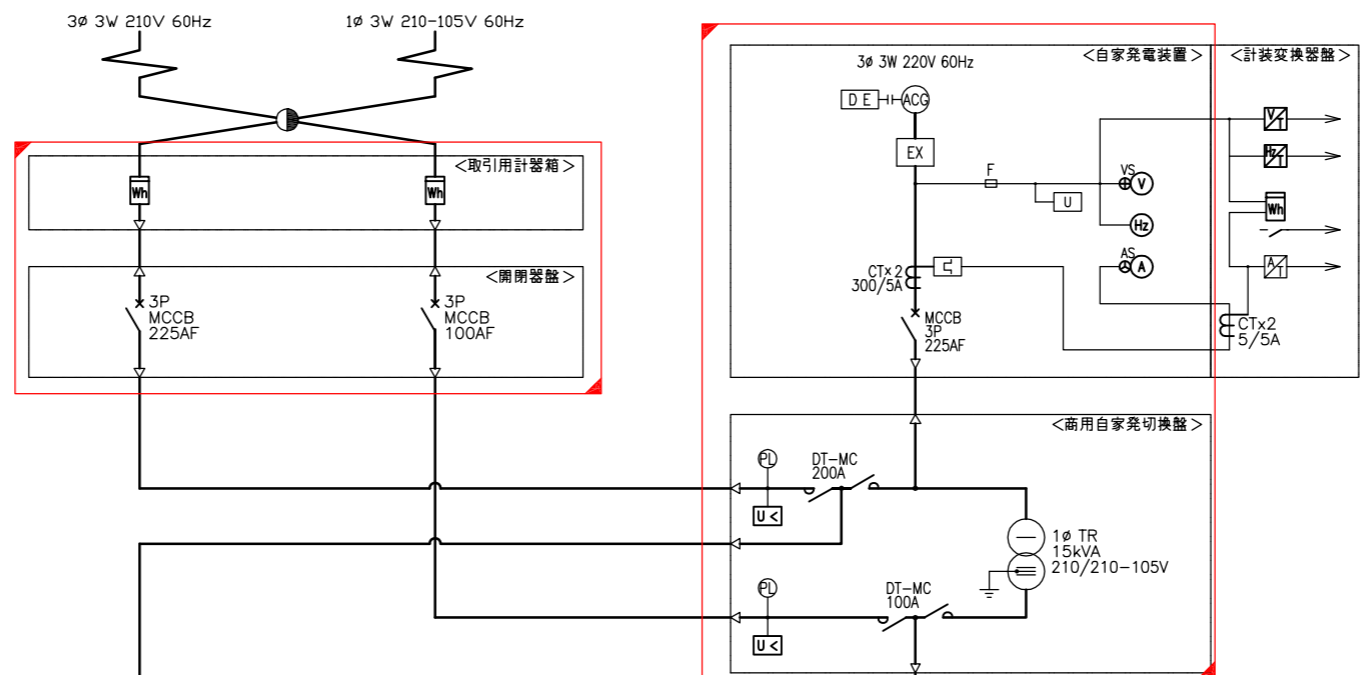 3φ 3W 210V 60Hz
1φ 3W 210-105V 60Hz
<取引用計器箱>
Wh
Wh
<開閉器盤>
3P
MCCB
225AF
3P
MCCB
100AF
<自家発電装置>
3φ 3W 220V 60Hz
DE
ACG
EX
F
U
VS
V
Hz
AS
A
CTx2
300/5A
MCCB
3P
225AF
<計装変換器盤>
V/T
Hz/T
Wh
A/T
CTx2
5/5A
<商用自家発切換盤>
PL
DT-MC
200A
U<
1φ TR
15kVA
210/210-105V
PL
DT-MC
100A
U<